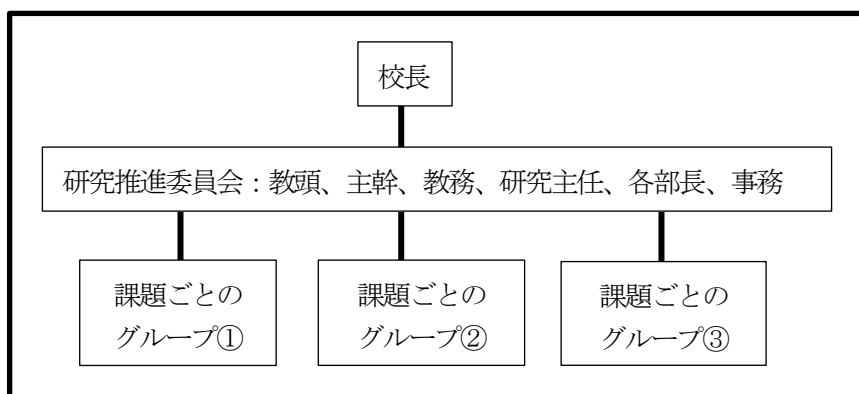 校長
研究推進委員会：教頭、主幹、教務、研究主任、各部長、事務
課題ごとの
グループ①
課題ごとの
グループ②
課題ごとの
グループ③